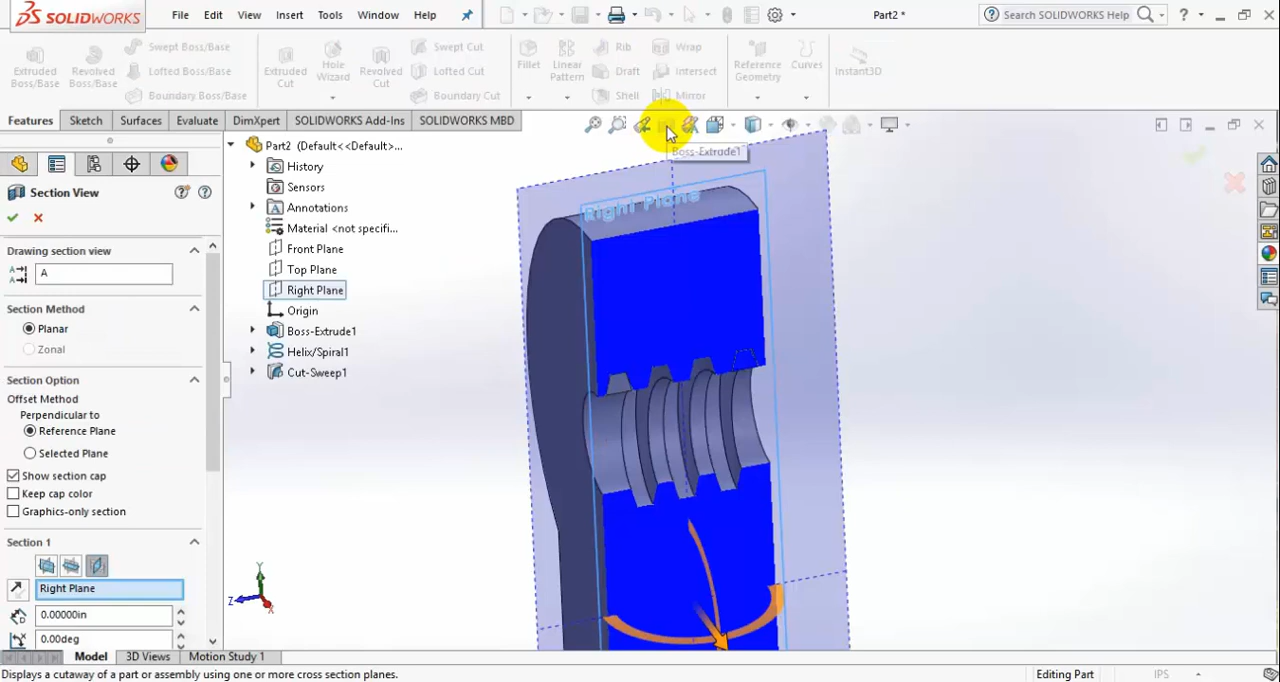 SOLIDWORKS
File Edit View Insert Tools Window Help
Part2 *
Search SOLIDWORKS Help
?
Extruded Boss/Base
Revolved Boss/Base
Swept Boss/Base
Lofted Boss/Base
Boundary Boss/Base
Extruded Cut
Hole Wizard
Revolved Cut
Swept Cut
Lofted Cut
Boundary Cut
Fillet
Linear Pattern
Rib
Draft
Shell
Wrap
Intersect
Mirror
Reference Geometry
Curves
Instant3D
Features Sketch Surfaces Evaluate DimXpert SOLIDWORKS Add-Ins SOLIDWORKS MBD
Section View
Drawing section view
A
Section Method
Planar
Zonal
Section Option
Offset Method
Perpendicular to
Reference Plane
Selected Plane
Show section cap
Keep cap color
Graphics-only section
Section 1
Right Plane
0.00000in
0.00deg
Part2 (Default<<Default>...
History
Sensors
Annotations
Material <not specifi...
Front Plane
Top Plane
Right Plane
Origin
Boss-Extrude1
Helix/Spiral1
Cut-Sweep1
Boss-Extrude1
Right Plane
Y
Z
X
Model 3D Views Motion Study 1
Displays a cutaway of a part or assembly using one or more cross section planes.
Editing Part
IPS